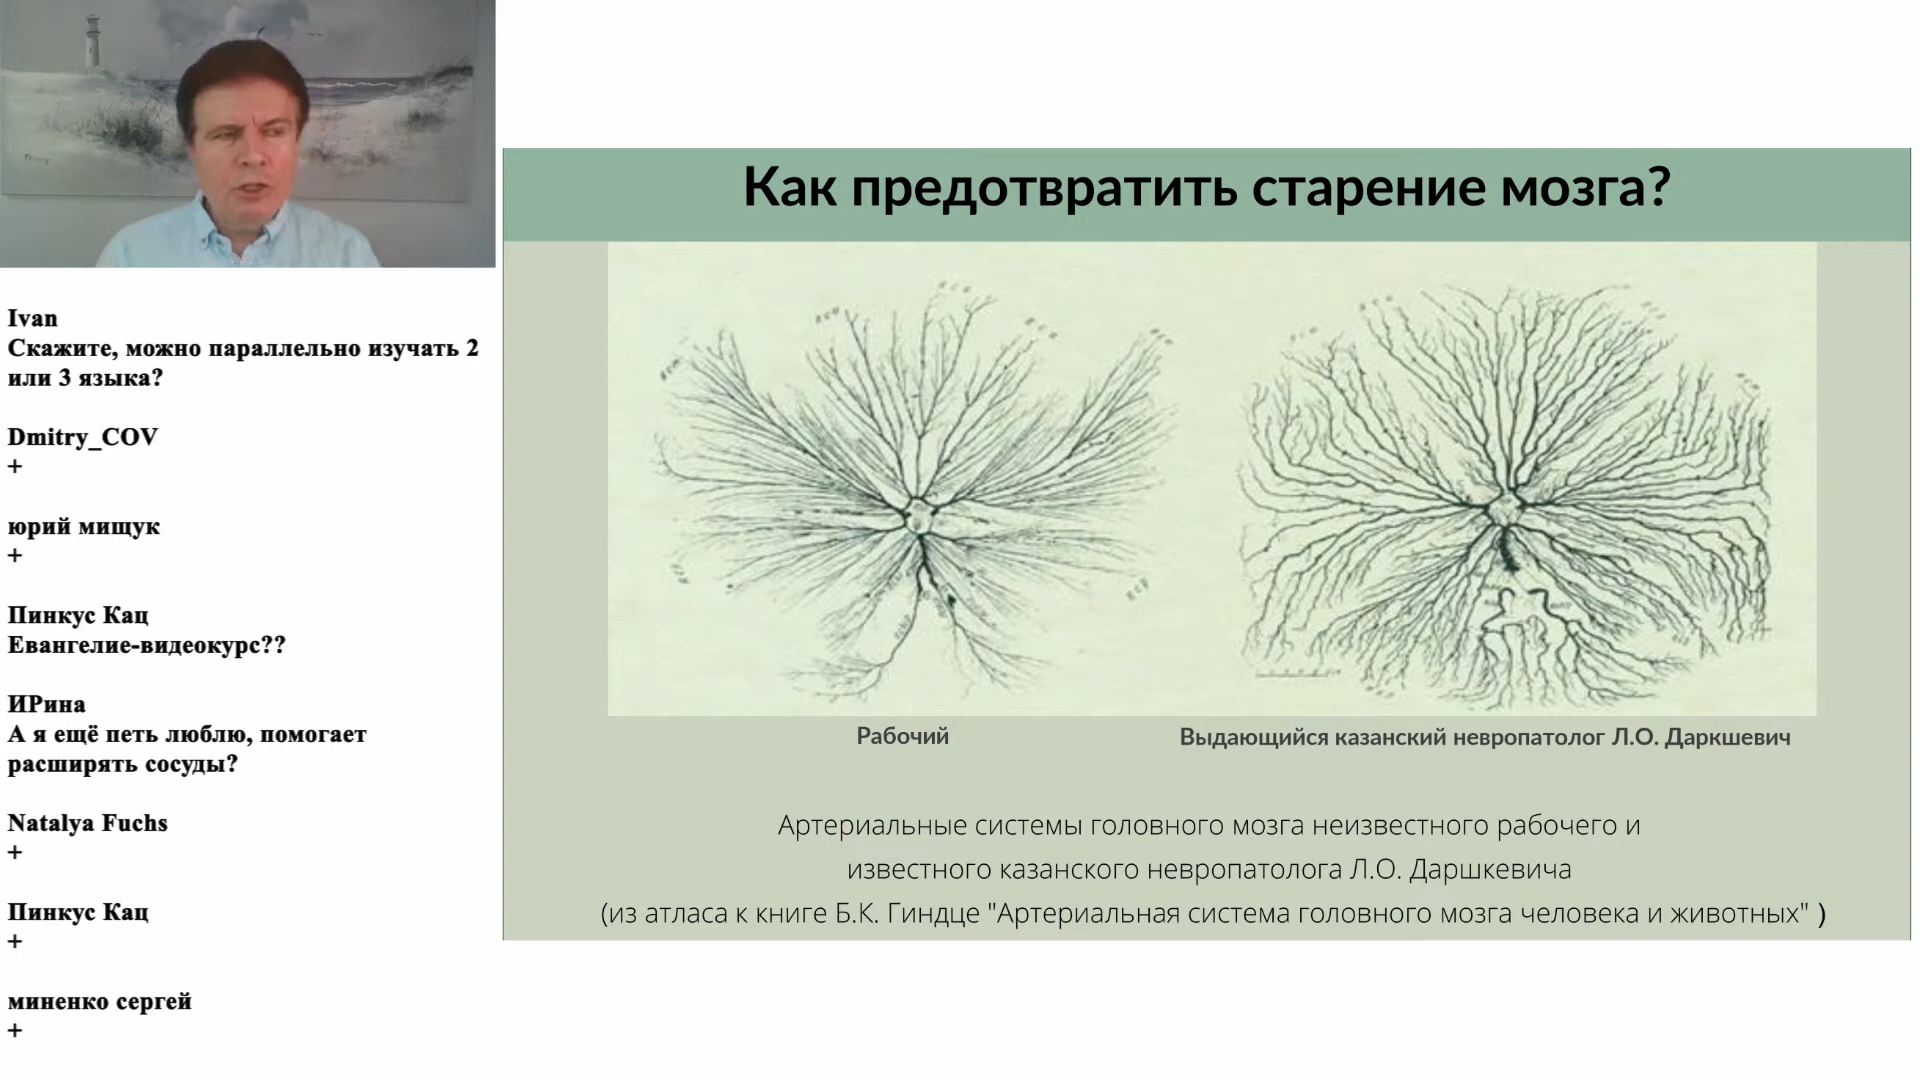 Ivan
Скажите, можно параллельно изучать 2
или 3 языка?
Dmitry_COV
+
юрий мищук
+
Пинкус Кац
Евангелие-видеокурс??
ИРина
А я ещё петь люблю, помогает
расширять сосуды?
Natalya Fuchs
+
Пинкус Кац
+
миненко сергей
+
Как предотвратить старение мозга?
Рабочий
Выдающийся казанский невропатолог Л.О. Даркшевич
Артериальные системы головного мозга неизвестного рабочего и
известного казанского невропатолога Л.О. Даршкевича
(из атласа к книге Б.К. Гиндце "Артериальная система головного мозга человека и животных" )